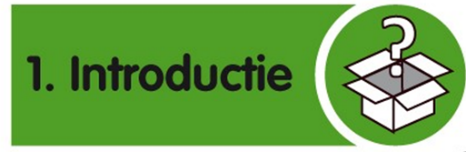 1. Introductie
?